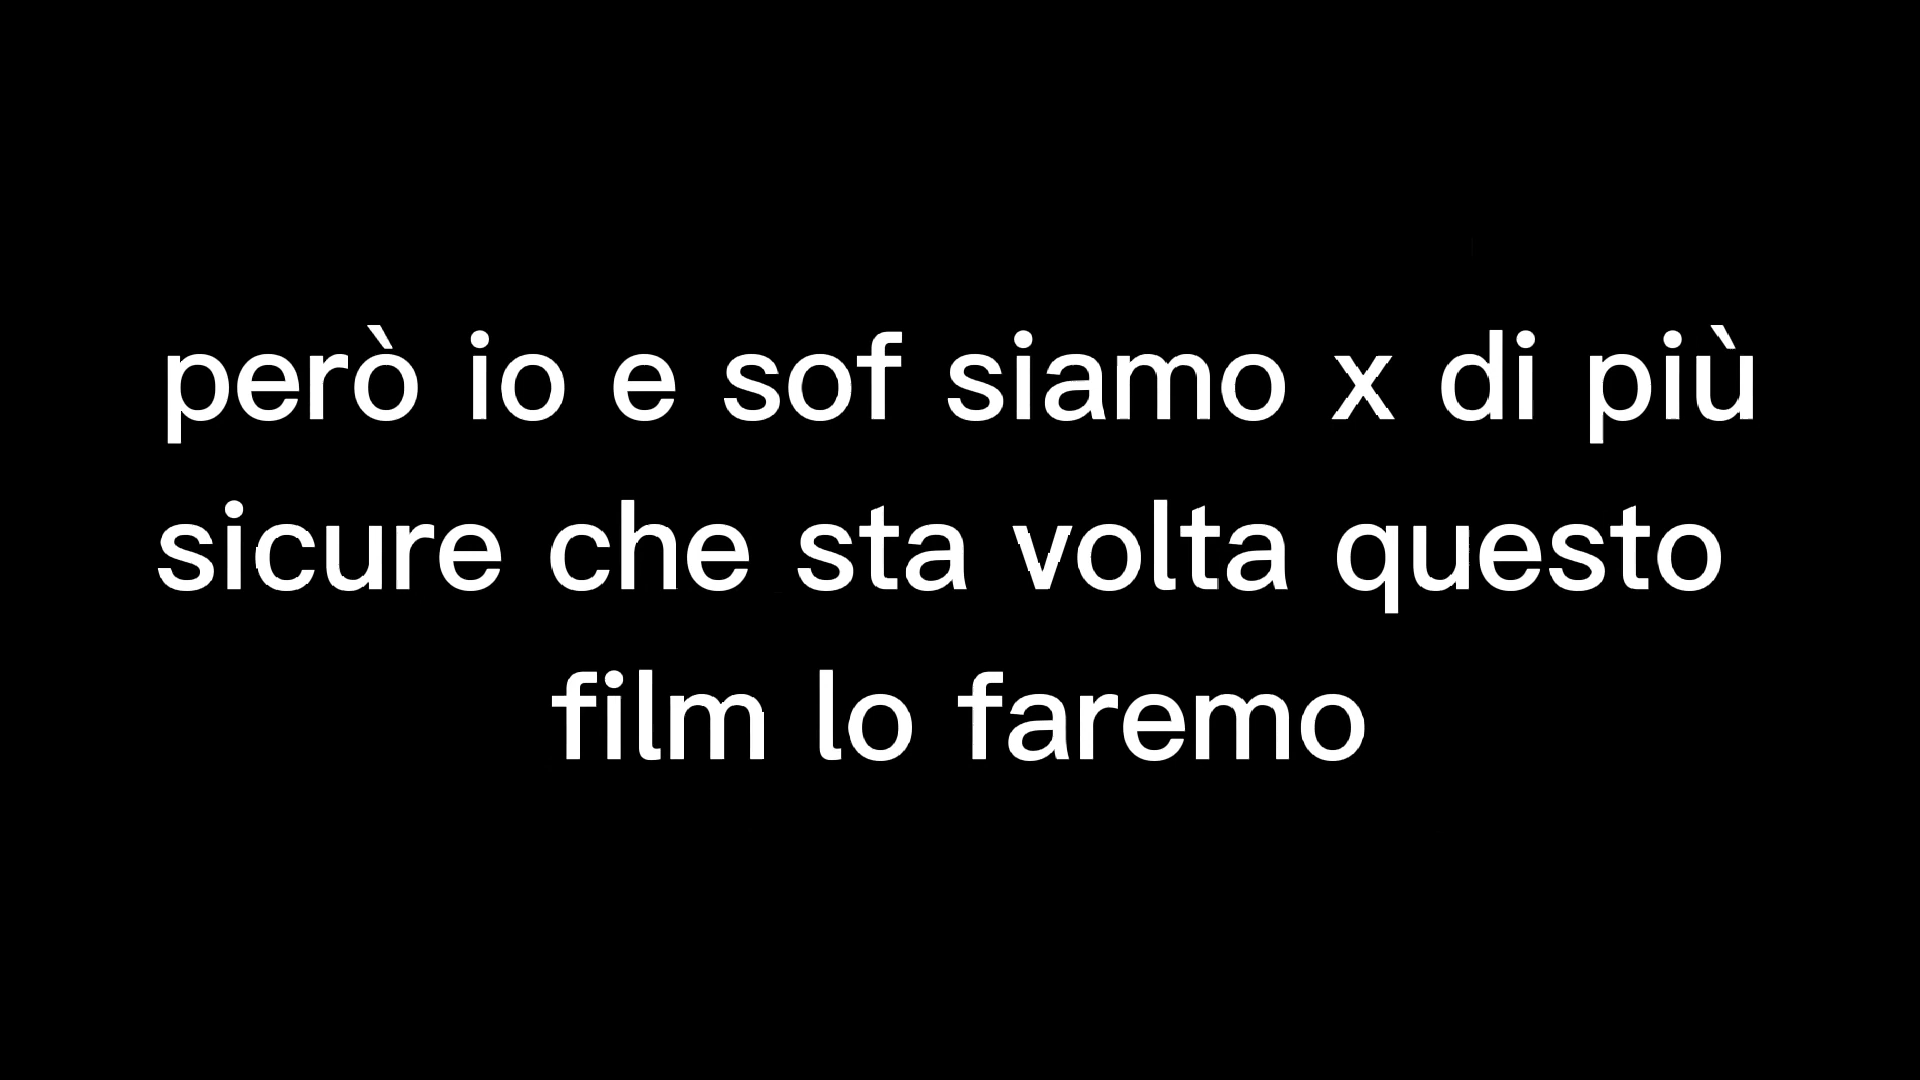 però io e sof siamo x di più
sicure che sta volta questo
film lo faremo